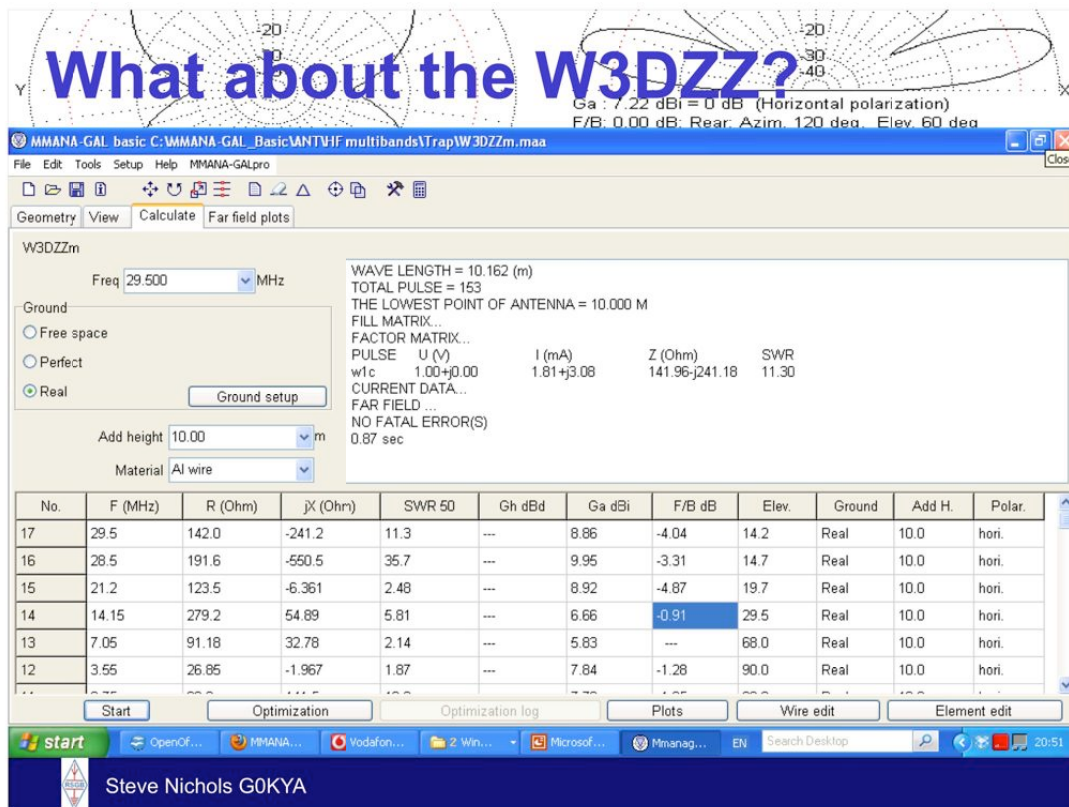 20
20
30
40
What about the W3DZZ?
Y
X
Ga : 7.22 dBi = 0 dB (Horizontal polarization)
F/B: 0.00 dB; Rear: Azim. 120 deg, Elev. 60 deg
MMANA-GAL basic C:\MMANA-GAL_Basic\ANT\HF multibands\Trap\W3DZZm.maa
Close
File Edit Tools Setup Help MMANA-GALpro
Geometry View Calculate Far field plots
W3DZZm
Freq 29.500 MHz
Ground
Free space
Perfect
Real
Ground setup
Add height 10.00 m
Material Al wire
WAVE LENGTH = 10.162 (m)
TOTAL PULSE = 153
THE LOWEST POINT OF ANTENNA = 10.000 M
FILL MATRIX...
FACTOR MATRIX...
PULSE U (V) I (mA) Z (Ohm) SWR
w1c 1.00+j0.00 1.81+j3.08 141.96-j241.18 11.30
CURRENT DATA...
FAR FIELD ...
NO FATAL ERROR(S)
0.87 sec
No. F (MHz) R (Ohm) jX (Ohm) SWR 50 Gh dBd Ga dBi F/B dB Elev. Ground Add H. Polar.
17 29.5 142.0 -241.2 11.3 --- 8.86 -4.04 14.2 Real 10.0 hori.
16 28.5 191.6 -550.5 35.7 --- 9.95 -3.31 14.7 Real 10.0 hori.
15 21.2 123.5 -6.361 2.48 --- 8.92 -4.87 19.7 Real 10.0 hori.
14 14.15 279.2 54.89 5.81 --- 6.66 -0.91 29.5 Real 10.0 hori.
13 7.05 91.18 32.78 2.14 --- 5.83 --- 68.0 Real 10.0 hori.
12 3.55 26.85 -1.967 1.87 --- 7.84 -1.28 90.0 Real 10.0 hori.
Start Optimization Optimization log Plots Wire edit Element edit
start OpenOf... MMANA... Vodafon... 2 Win... Microsof... Mmanag... EN Search Desktop 20:51
RSGB
Steve Nichols G0KYA